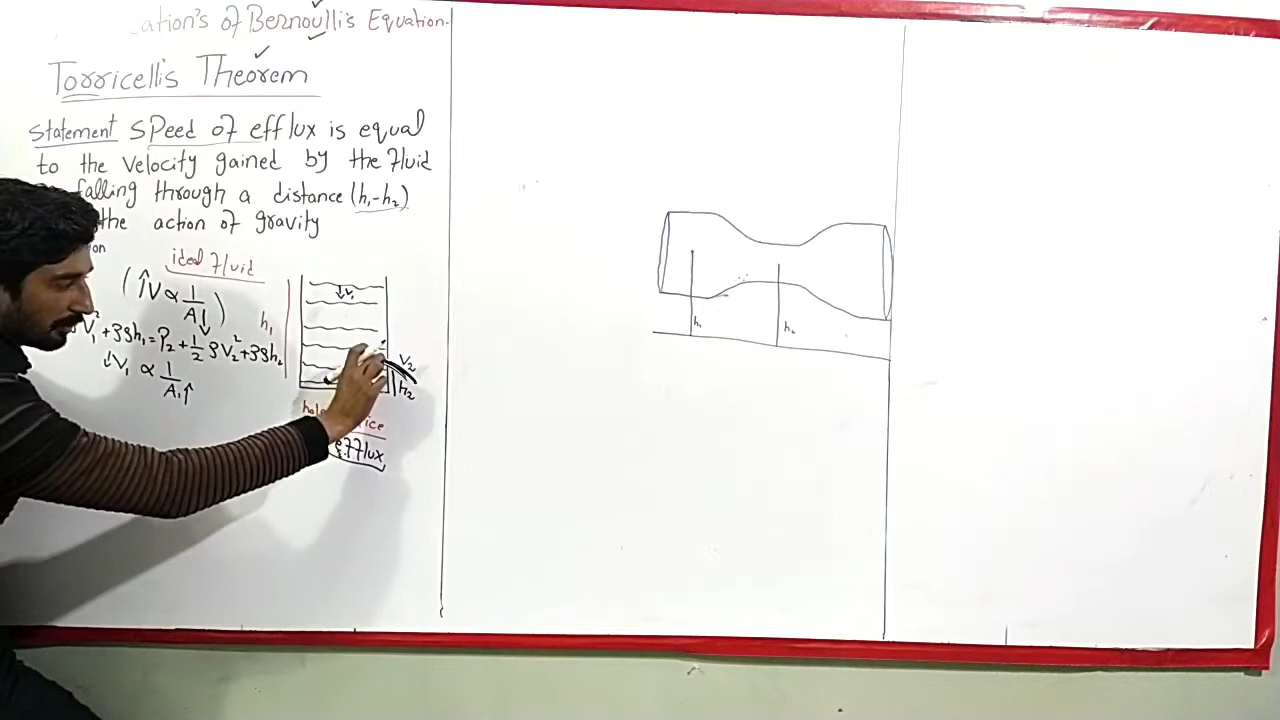 ation's of Bernoulli's Equation.
Torricelli's Theorem
statement speed of efflux is equal
to the velocity gained by the fluid
falling through a distance (h₁-h₂)
the action of gravity
ideal fluid
(↑V ∝ 1/A↓)
V₁² + ρgh₁ = P₂ + 1/2 ρV₂² + ρgh₂
↓V₁ ∝ 1/A₁↑
h₁
↓V₁
V₂
h₂
efflux
h₁
h₂